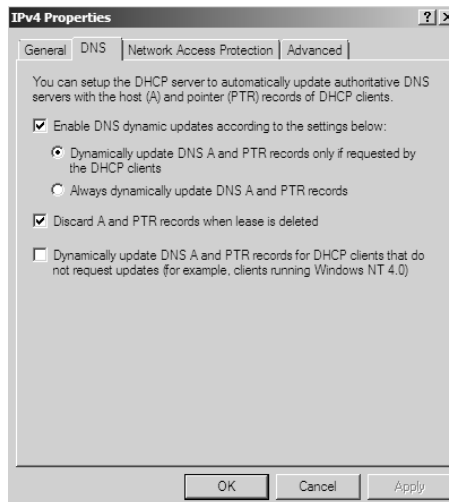 IPv4 Properties
? X
General DNS Network Access Protection Advanced
You can setup the DHCP server to automatically update authoritative DNS
servers with the host (A) and pointer (PTR) records of DHCP clients.
Enable DNS dynamic updates according to the settings below:
Dynamically update DNS A and PTR records only if requested by
the DHCP clients
Always dynamically update DNS A and PTR records
Discard A and PTR records when lease is deleted
Dynamically update DNS A and PTR records for DHCP clients that do
not request updates (for example, clients running Windows NT 4.0)
OK Cancel Apply